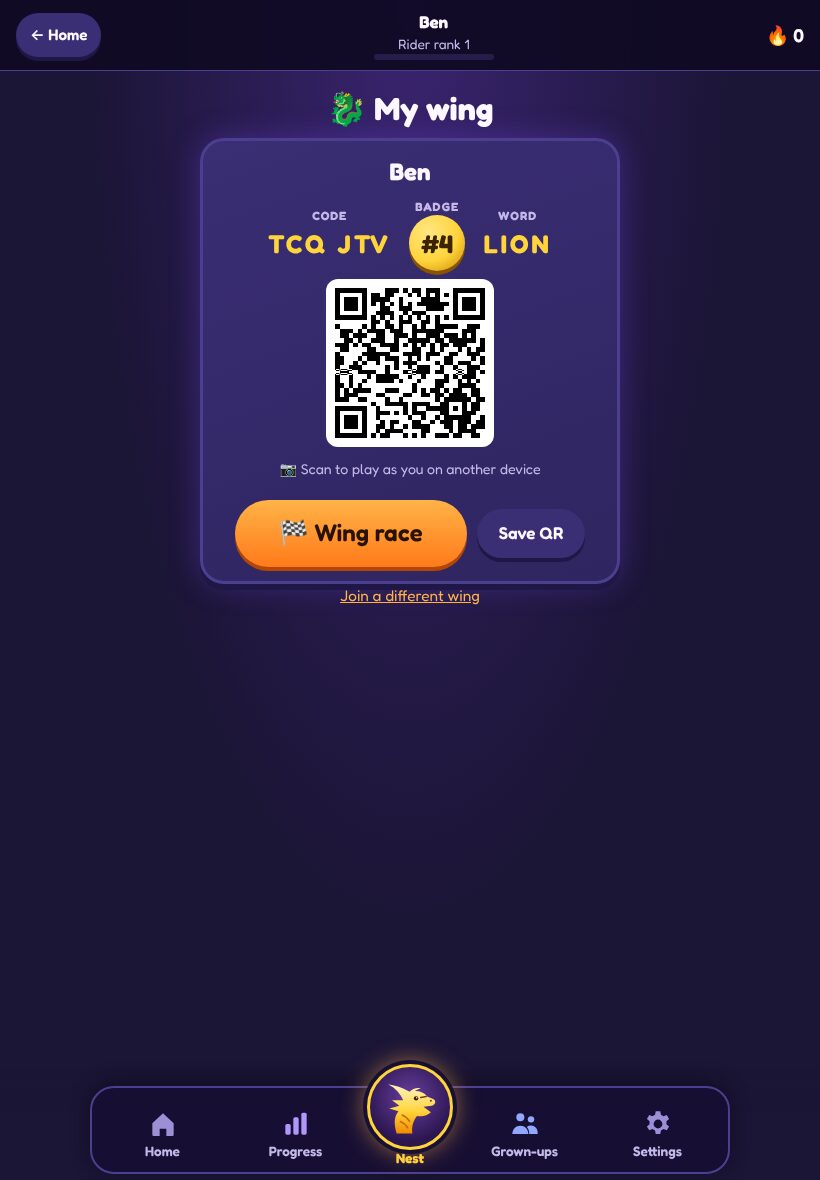 ← Home
Ben
Rider rank 1
🔥 0
🐉 My wing
Ben
CODE
TCQ JTV
BADGE
#4
WORD
LION
📷 Scan to play as you on another device
🏁 Wing race
Save QR
Join a different wing
Home
Progress
Nest
Grown-ups
Settings